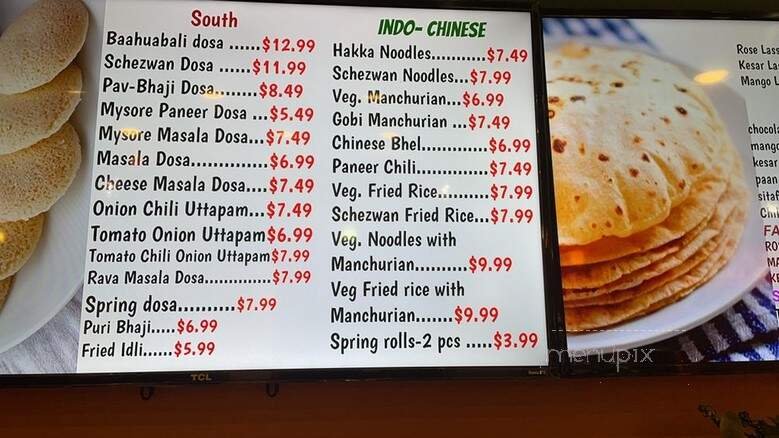 South
Baahuabali dosa ......$12.99
Schezwan Dosa ......$11.99
Pav-Bhaji Dosa........$8.49
Mysore Paneer Dosa ...$5.49
Mysore Masala Dosa...$7.49
Masala Dosa..............$6.99
Cheese Masala Dosa....$7.49
Onion Chili Uttapam...$7.49
Tomato Onion Uttapam$6.99
Tomato Chili Onion Uttapam$7.99
Rava Masala Dosa...............$7.99
Spring dosa..........$7.99
Puri Bhaji.....$6.99
Fried Idli......$5.99
INDO- CHINESE
Hakka Noodles..........$7.49
Schezwan Noodles...$7.99
Veg. Manchurian...$6.99
Gobi Manchurian ...$7.49
Chinese Bhel.............$6.99
Paneer Chili.............$7.49
Veg. Fried Rice.........$7.99
Schezwan Fried Rice...$7.99
Veg. Noodles with
Manchurian..........$9.99
Veg Fried rice with
Manchurian.......$9.99
Spring rolls-2 pcs .....$3.99
Rose Lass
Kesar Las
Mango L
chocol
mango
kesar
paan
sitaf
TCL
menupix